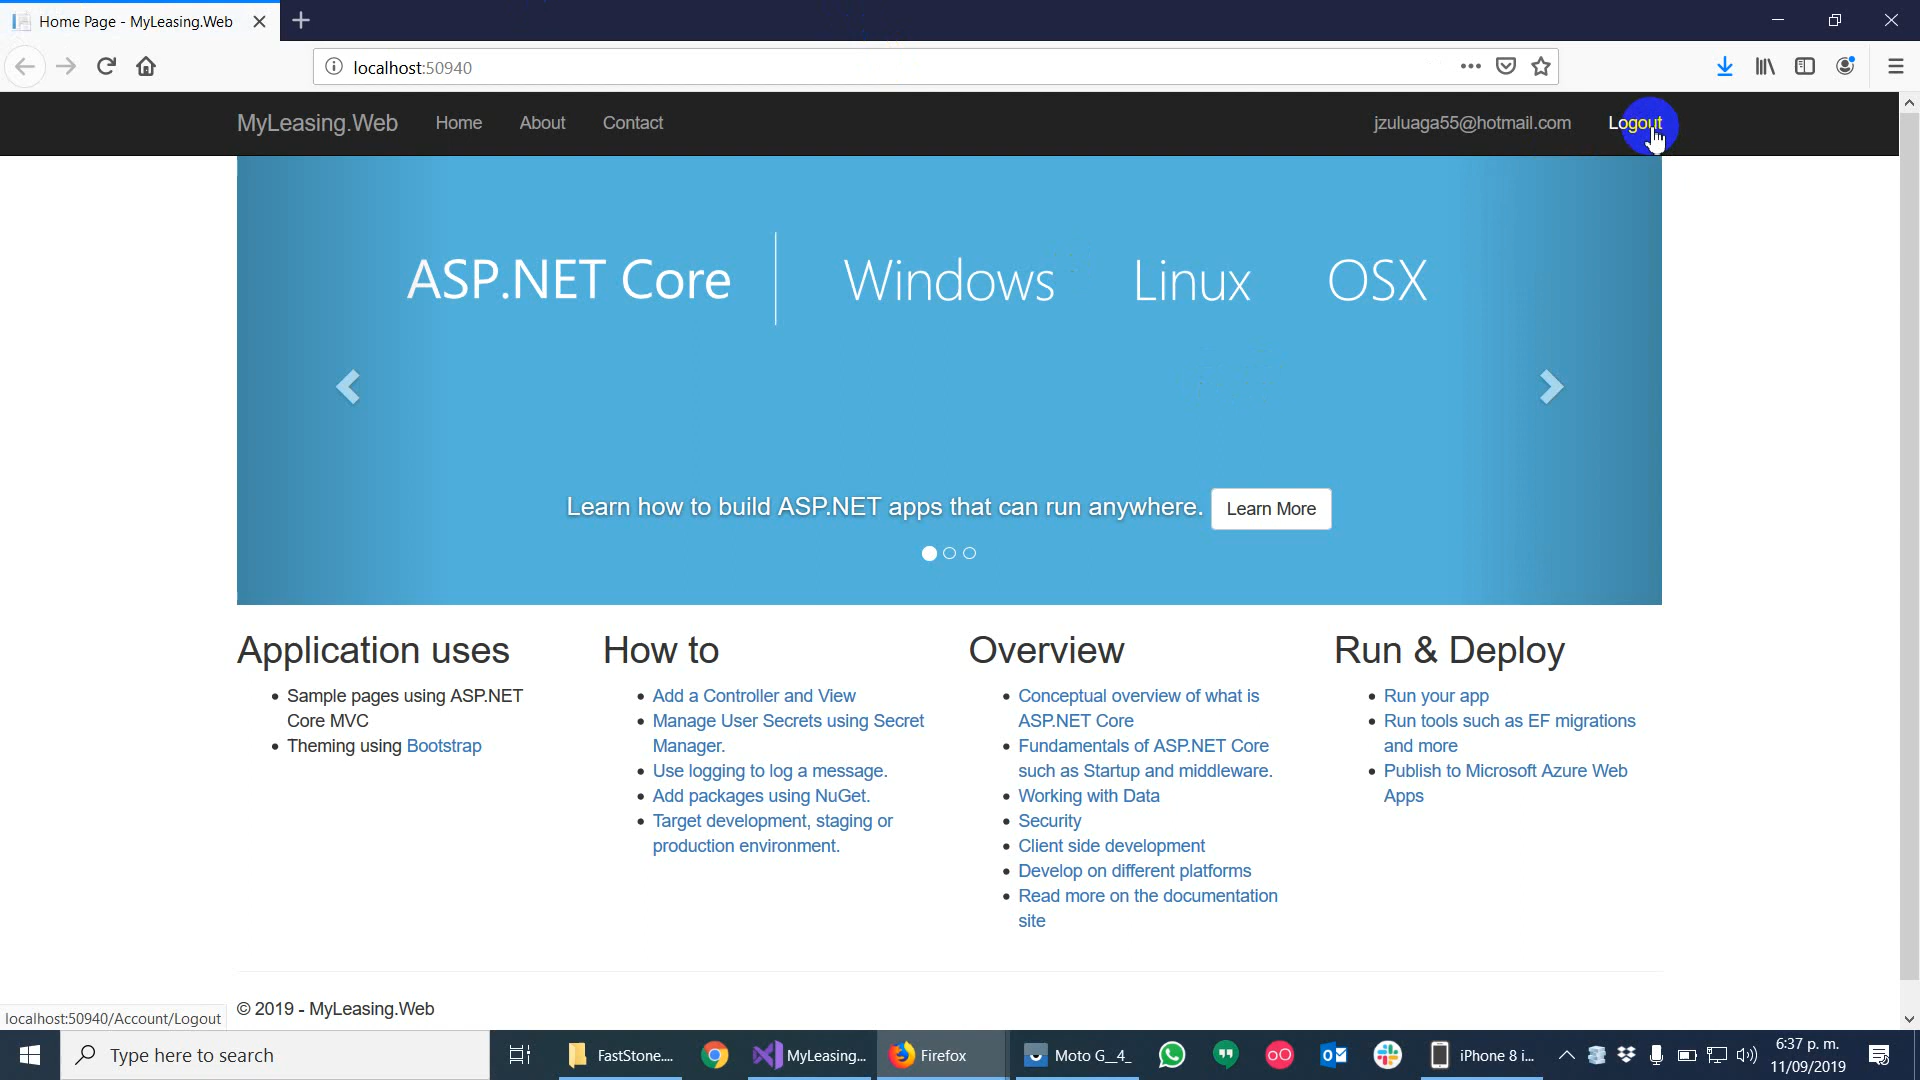 Home Page - MyLeasing.Web
localhost:50940
MyLeasing.Web Home About Contact jzuluaga55@hotmail.com Logout
ASP.NET Core Windows Linux OSX
Learn how to build ASP.NET apps that can run anywhere. Learn More
Application uses
Sample pages using ASP.NET
Core MVC
Theming using Bootstrap
How to
Add a Controller and View
Manage User Secrets using Secret
Manager.
Use logging to log a message.
Add packages using NuGet.
Target development, staging or
production environment.
Overview
Conceptual overview of what is
ASP.NET Core
Fundamentals of ASP.NET Core
such as Startup and middleware.
Working with Data
Security
Client side development
Develop on different platforms
Read more on the documentation
site
Run & Deploy
Run your app
Run tools such as EF migrations
and more
Publish to Microsoft Azure Web
Apps
© 2019 - MyLeasing.Web
localhost:50940/Account/Logout
Type here to search
FastStone....
MyLeasing...
Firefox
Moto G_4_
iPhone 8 i...
6:37 p. m.
11/09/2019